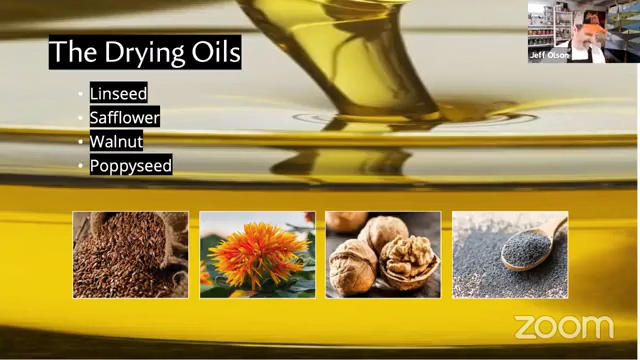 The Drying Oils
Jeff Olson
• Linseed
• Safflower
• Walnut
• Poppyseed
zoom